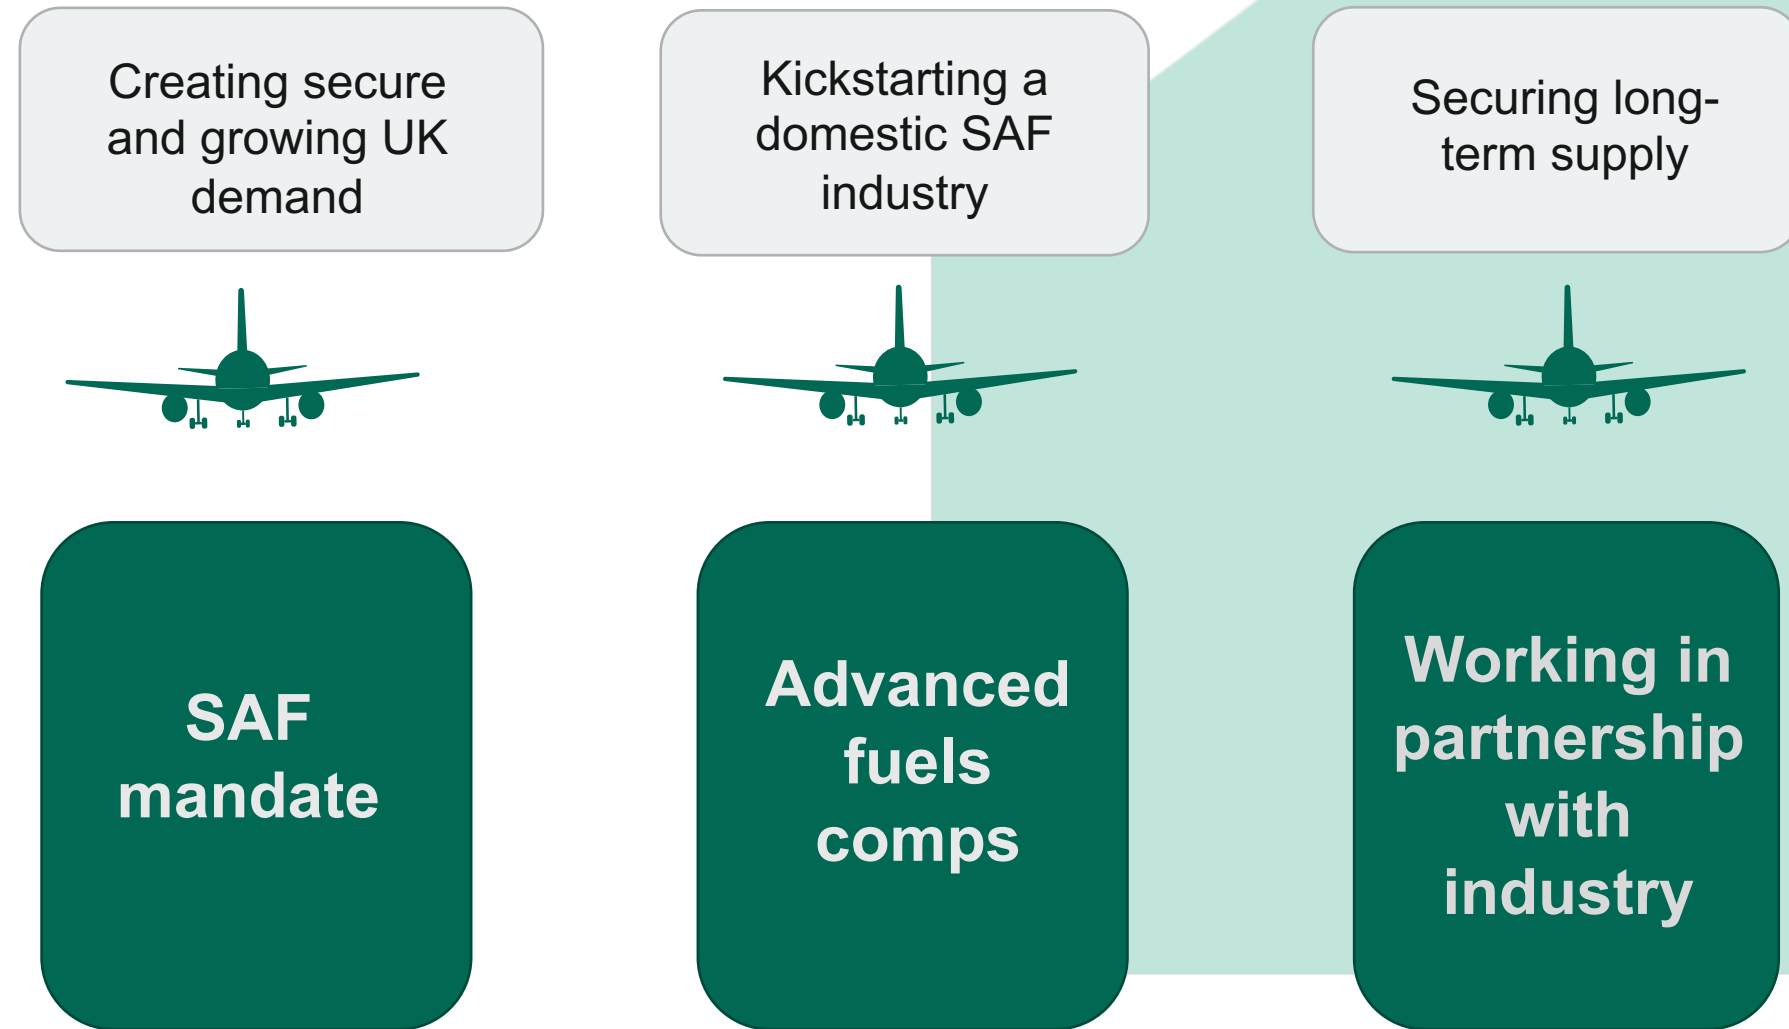 Creating secure
and growing UK
demand
Kickstarting a
domestic SAF
industry
Securing long-
term supply
SAF
mandate
Advanced
fuels
comps
Working in
partnership
with
industry